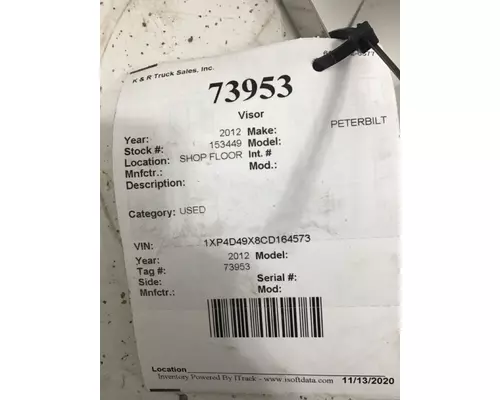 K & R Truck Sales, Inc.
73953
Visor
Year: 2012 Make: PETERBILT
Stock #: 153449 Model:
Location: SHOP FLOOR Int. #
Mnfctr.: Mod.:
Description:
Category: USED
VIN: 1XP4D49X8CD164573
Year: 2012 Model:
Tag #: 73953
Side: Serial #:
Mnfctr.: Mod:
Location
Inventory Powered By ITrack - www.isoftdata.com 11/13/2020